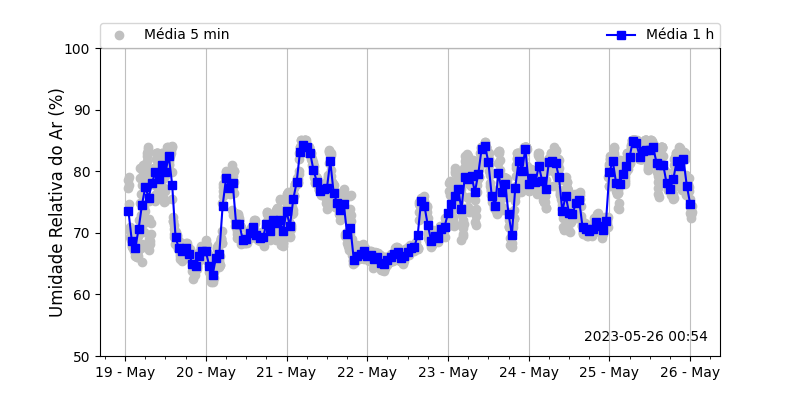 Média 5 min
Média 1 h
Umidade Relativa do Ar (%)
100
90
80
70
60
50
2023-05-26 00:54
19 - May
20 - May
21 - May
22 - May
23 - May
24 - May
25 - May
26 - May